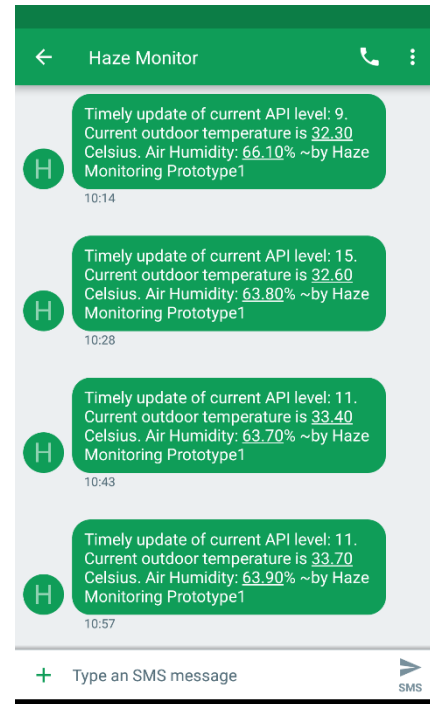 Haze Monitor
Timely update of current API level: 9.
Current outdoor temperature is 32.30
Celsius. Air Humidity: 66.10% ~by Haze
Monitoring Prototype1
H
10:14
Timely update of current API level: 15.
Current outdoor temperature is 32.60
Celsius. Air Humidity: 63.80% ~by Haze
Monitoring Prototype1
H
10:28
Timely update of current API level: 11.
Current outdoor temperature is 33.40
Celsius. Air Humidity: 63.70% ~by Haze
Monitoring Prototype1
H
10:43
Timely update of current API level: 11.
Current outdoor temperature is 33.70
Celsius. Air Humidity: 63.90% ~by Haze
Monitoring Prototype1
H
10:57
Type an SMS message
SMS